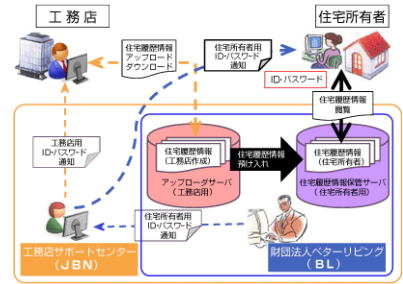 工務店
住宅所有者
住宅履歴情報
アップロード
ダウンロード
住宅所有者用
ID・パスワード
通知
ID・パスワード
住宅履歴情報
閲覧
工務店用
ID・パスワード
通知
住宅履歴情報
(工務店作成)
アップローダサーバ
(工務店用)
住宅履歴情報
預け入れ
住宅履歴情報
(住宅所有者)
住宅履歴情報保管サーバ
(住宅所有者用)
住宅所有者用
ID・パスワード
通知
工務店サポートセンター
(JBN)
財団法人ベターリビング
(BL)